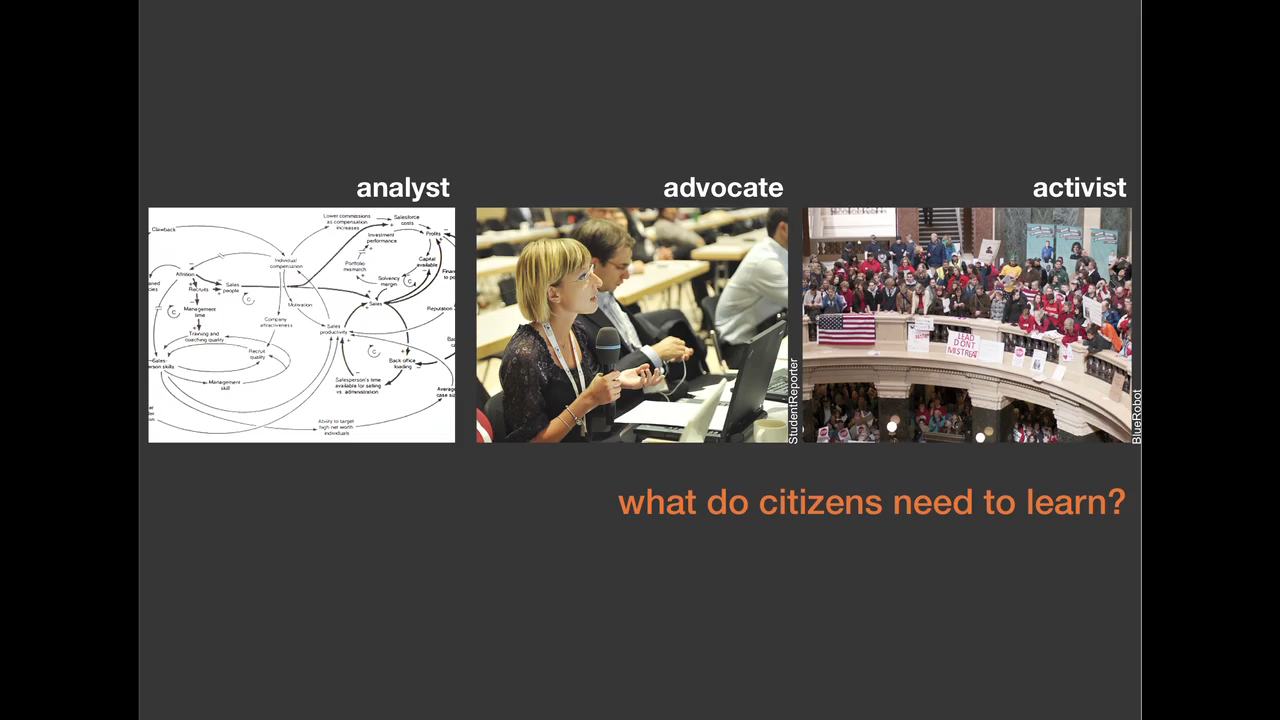 analyst
advocate
activist
Clawback
Lower commissions
as compensation
increases
Salesforce
costs
Investment
performance
Profits
Individual
compensation
Portfolio
mismatch
Capital
available
Attrition
Recruits
Sales
people
Solvency
margin
Management
time
Motivation
Sales
Reputation
Company
attractiveness
Sales
productivity
Training and
coaching quality
Recruit
quality
Back office
loading
Management
skill
Salesperson's time
available for selling
vs. administration
Ability to target
high net worth
individuals
LEAD
DON'T
MISTREAT
StudentReporter
BlueRobot
what do citizens need to learn?